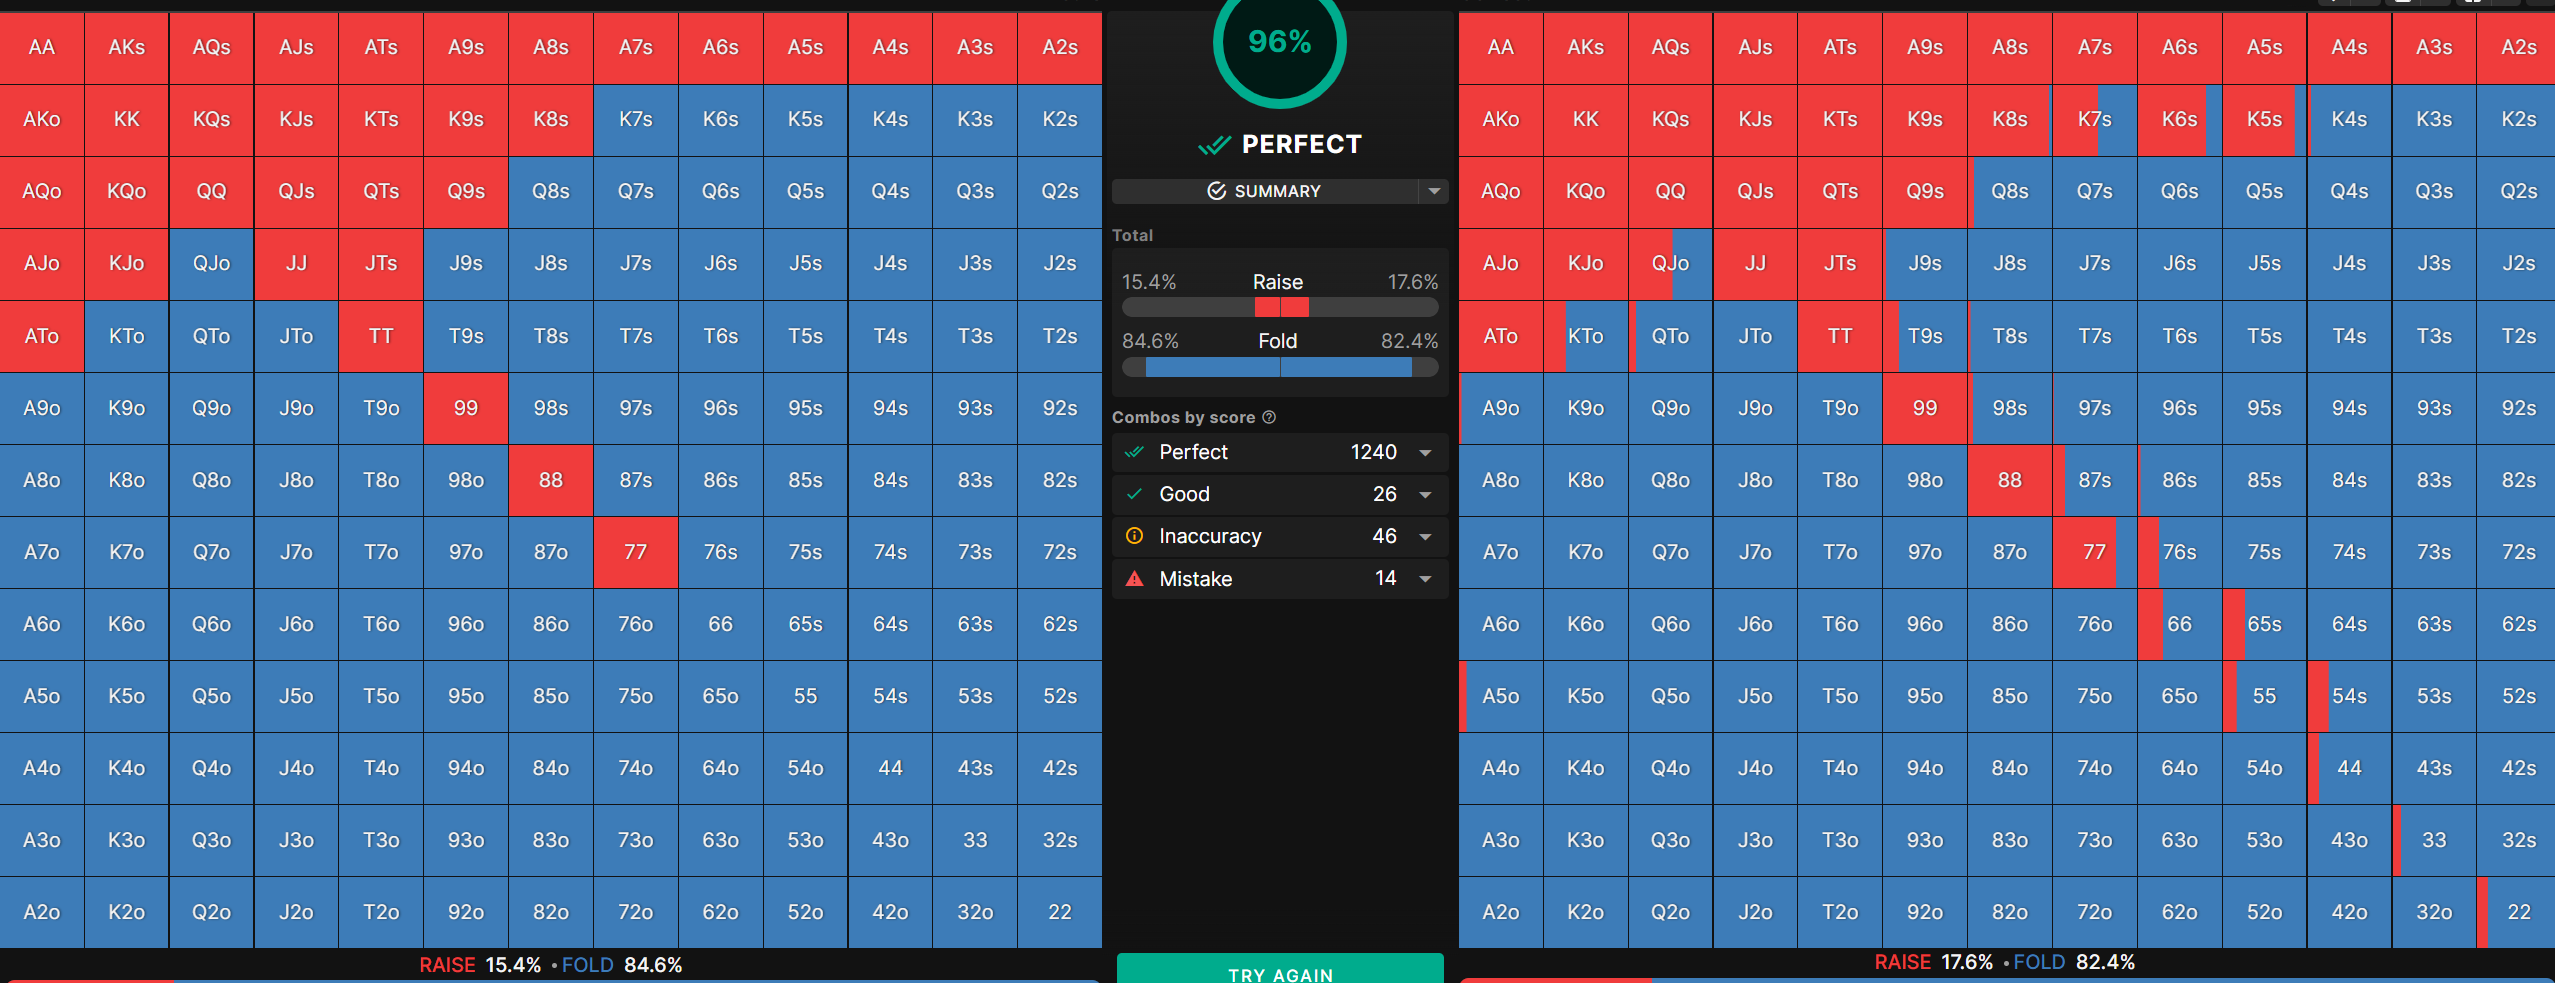 AA AKs AQs AJs ATs A9s A8s A7s A6s A5s A4s A3s A2s
AKo KK KQs KJs KTs K9s K8s K7s K6s K5s K4s K3s K2s
AQo KQo QQ QJs QTs Q9s Q8s Q7s Q6s Q5s Q4s Q3s Q2s
AJo KJo QJo JJ JTs J9s J8s J7s J6s J5s J4s J3s J2s
ATo KTo QTo JTo TT T9s T8s T7s T6s T5s T4s T3s T2s
A9o K9o Q9o J9o T9o 99 98s 97s 96s 95s 94s 93s 92s
A8o K8o Q8o J8o T8o 98o 88 87s 86s 85s 84s 83s 82s
A7o K7o Q7o J7o T7o 97o 87o 77 76s 75s 74s 73s 72s
A6o K6o Q6o J6o T6o 96o 86o 76o 66 65s 64s 63s 62s
A5o K5o Q5o J5o T5o 95o 85o 75o 65o 55 54s 53s 52s
A4o K4o Q4o J4o T4o 94o 84o 74o 64o 54o 44 43s 42s
A3o K3o Q3o J3o T3o 93o 83o 73o 63o 53o 43o 33 32s
A2o K2o Q2o J2o T2o 92o 82o 72o 62o 52o 42o 32o 22
RAISE 15.4% • FOLD 84.6%
96%
PERFECT
SUMMARY
Total
15.4% Raise 17.6%
84.6% Fold 82.4%
Combos by score
Perfect 1240
Good 26
Inaccuracy 46
Mistake 14
TRY AGAIN
AA AKs AQs AJs ATs A9s A8s A7s A6s A5s A4s A3s A2s
AKo KK KQs KJs KTs K9s K8s K7s K6s K5s K4s K3s K2s
AQo KQo QQ QJs QTs Q9s Q8s Q7s Q6s Q5s Q4s Q3s Q2s
AJo KJo QJo JJ JTs J9s J8s J7s J6s J5s J4s J3s J2s
ATo KTo QTo JTo TT T9s T8s T7s T6s T5s T4s T3s T2s
A9o K9o Q9o J9o T9o 99 98s 97s 96s 95s 94s 93s 92s
A8o K8o Q8o J8o T8o 98o 88 87s 86s 85s 84s 83s 82s
A7o K7o Q7o J7o T7o 97o 87o 77 76s 75s 74s 73s 72s
A6o K6o Q6o J6o T6o 96o 86o 76o 66 65s 64s 63s 62s
A5o K5o Q5o J5o T5o 95o 85o 75o 65o 55 54s 53s 52s
A4o K4o Q4o J4o T4o 94o 84o 74o 64o 54o 44 43s 42s
A3o K3o Q3o J3o T3o 93o 83o 73o 63o 53o 43o 33 32s
A2o K2o Q2o J2o T2o 92o 82o 72o 62o 52o 42o 32o 22
RAISE 17.6% • FOLD 82.4%